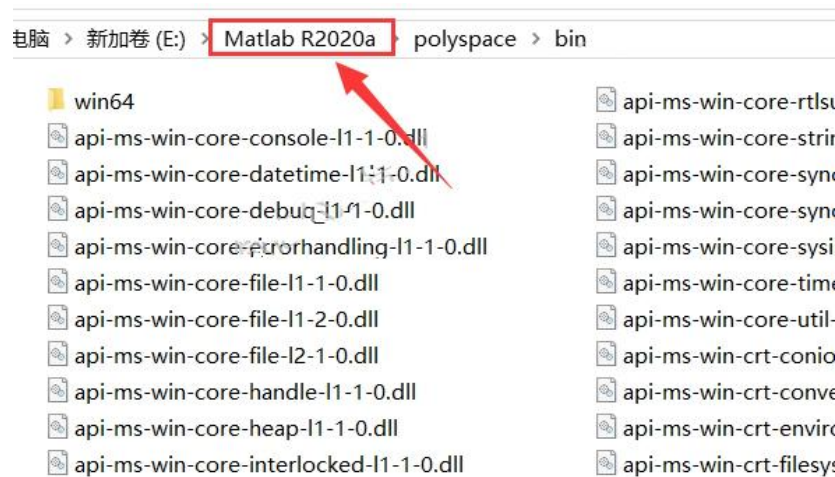 电脑 > 新加卷 (E:) > Matlab R2020a > polyspace > bin
win64
api-ms-win-core-console-l1-1-0.dll
api-ms-win-core-datetime-l1-1-0.dll
api-ms-win-core-debug-l1-1-0.dll
api-ms-win-core-errorhandling-l1-1-0.dll
api-ms-win-core-file-l1-1-0.dll
api-ms-win-core-file-l1-2-0.dll
api-ms-win-core-file-l2-1-0.dll
api-ms-win-core-handle-l1-1-0.dll
api-ms-win-core-heap-l1-1-0.dll
api-ms-win-core-interlocked-l1-1-0.dll
api-ms-win-core-rtlsu
api-ms-win-core-strin
api-ms-win-core-sync
api-ms-win-core-sync
api-ms-win-core-sysi
api-ms-win-core-time
api-ms-win-core-util-
api-ms-win-crt-conio
api-ms-win-crt-conve
api-ms-win-crt-enviro
api-ms-win-crt-filesys